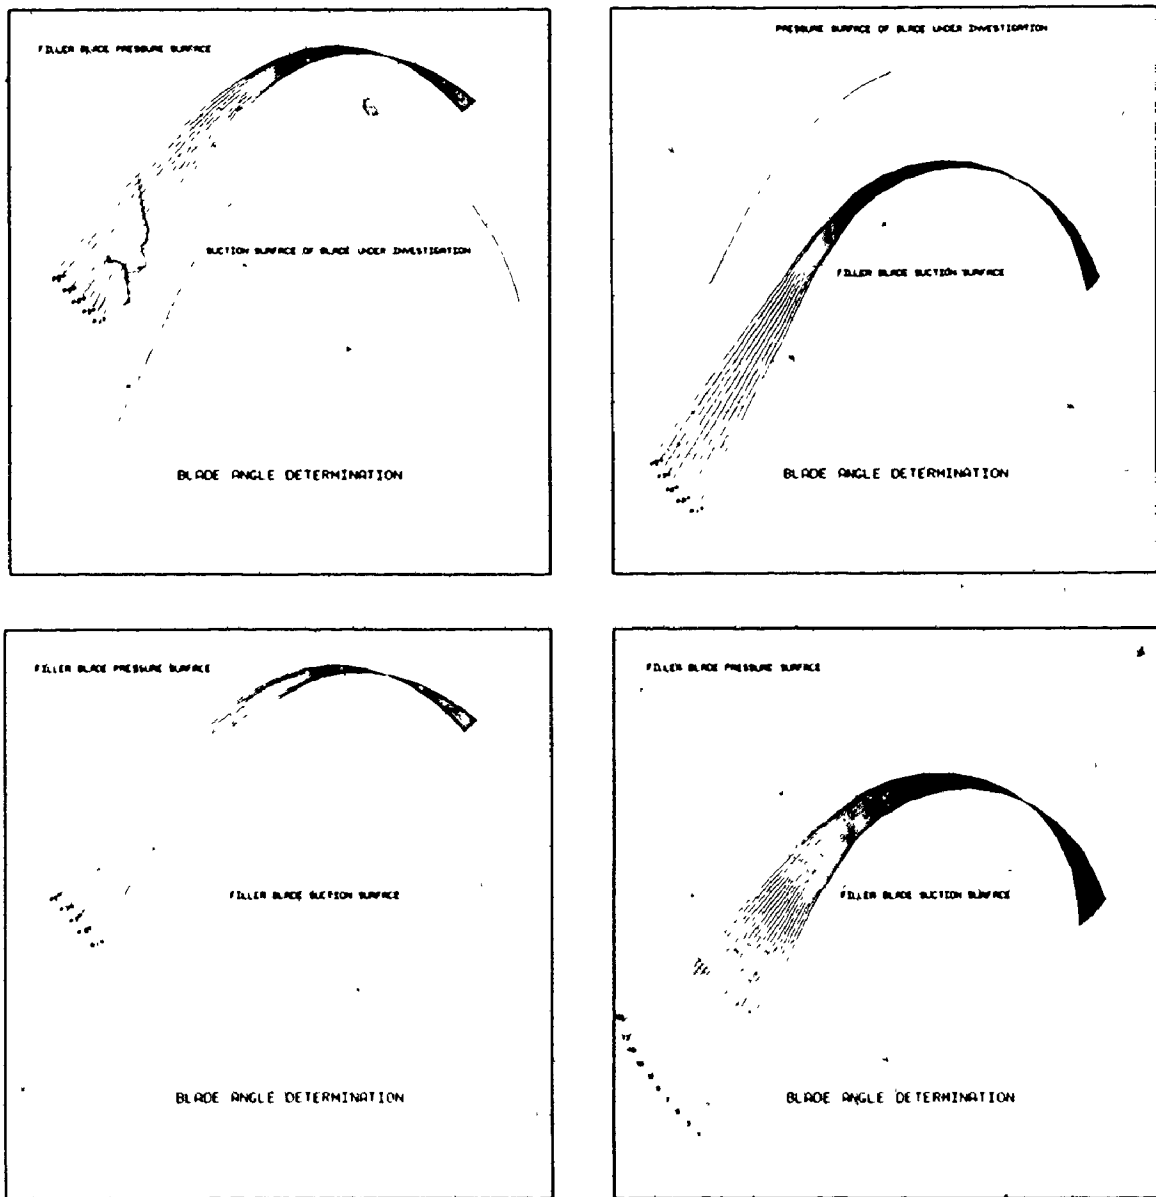 FILLER BLADE PRESSURE SURFACE
SUCTION SURFACE OF BLADE UNDER INVESTIGATION
BLADE ANGLE DETERMINATION
PRESSURE SURFACE OF BLADE UNDER INVESTIGATION
FILLER BLADE SUCTION SURFACE
BLADE ANGLE DETERMINATION
FILLER BLADE PRESSURE SURFACE
FILLER BLADE SUCTION SURFACE
BLADE ANGLE DETERMINATION
FILLER BLADE PRESSURE SURFACE
FILLER BLADE SUCTION SURFACE
BLADE ANGLE DETERMINATION